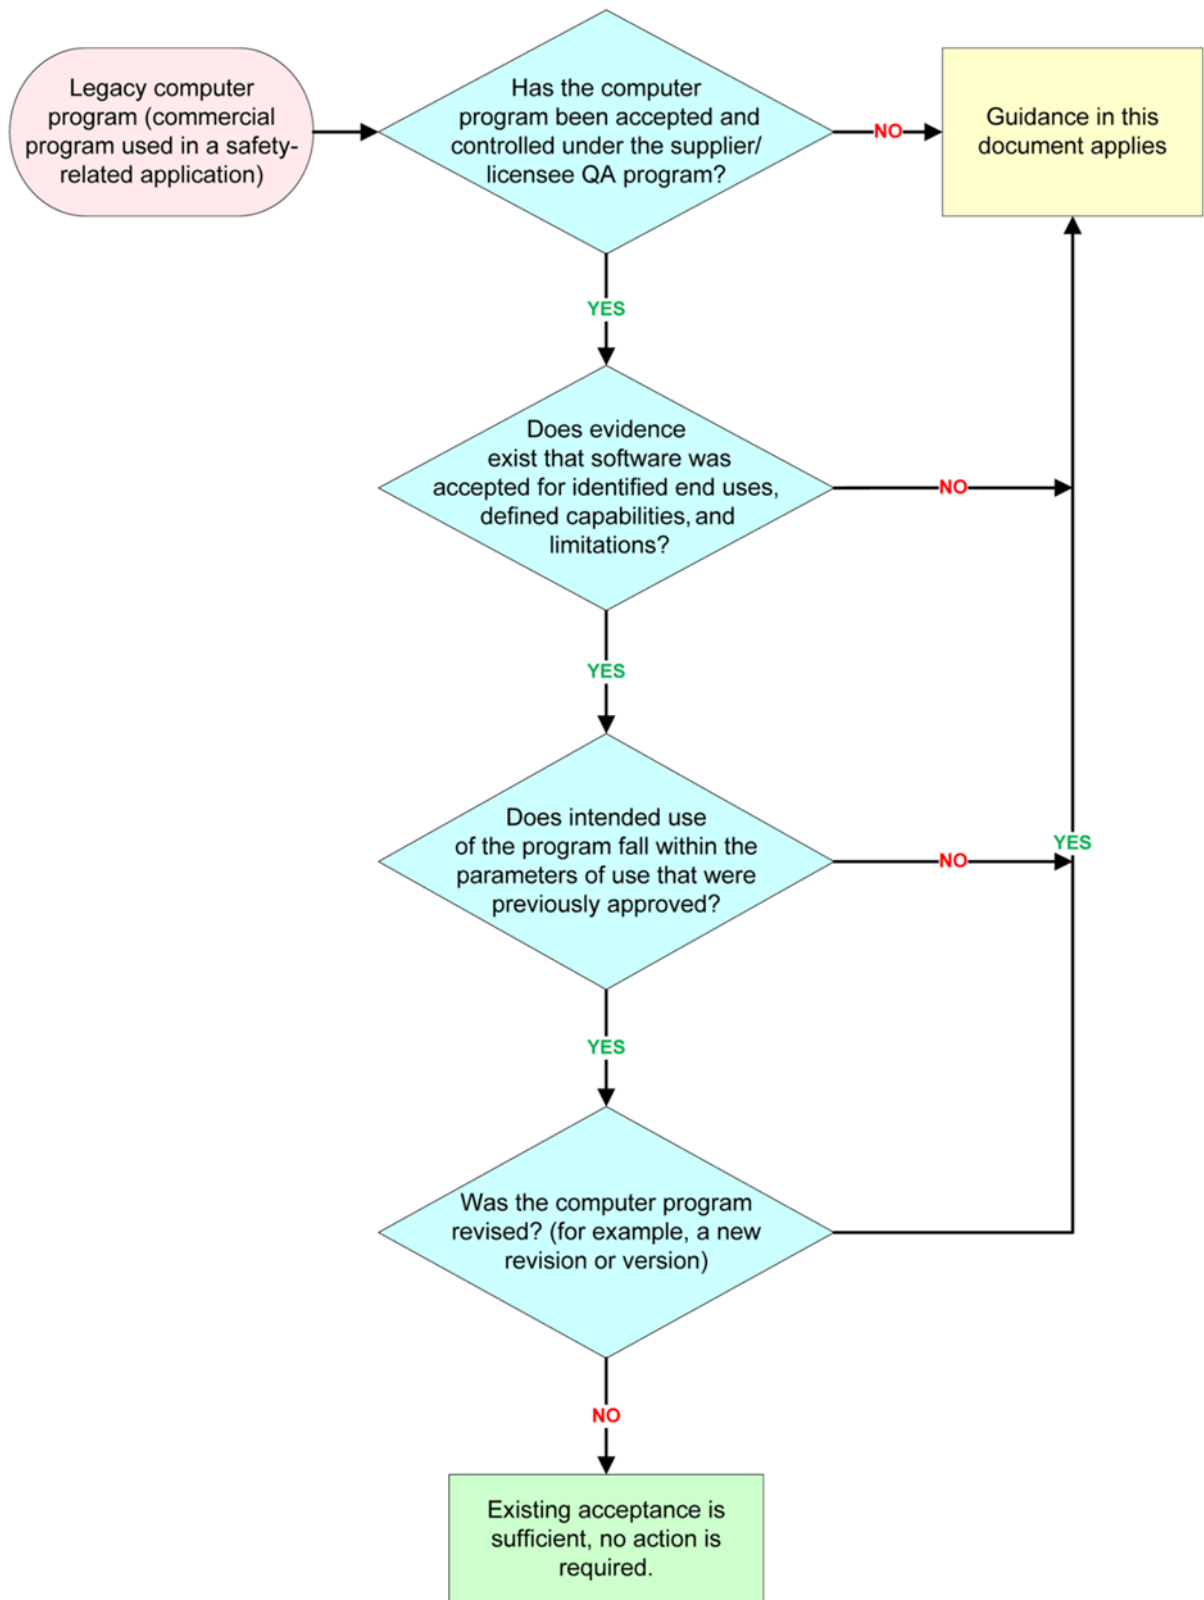 Legacy computer
program (commercial
program used in a safety-
related application)
Has the computer
program been accepted and
controlled under the supplier/
licensee QA program?
NO
Guidance in this
document applies
YES
Does evidence
exist that software was
accepted for identified end uses,
defined capabilities, and
limitations?
NO
YES
Does intended use
of the program fall within the
parameters of use that were
previously approved?
NO
YES
YES
Was the computer program
revised? (for example, a new
revision or version)
NO
Existing acceptance is
sufficient, no action is
required.